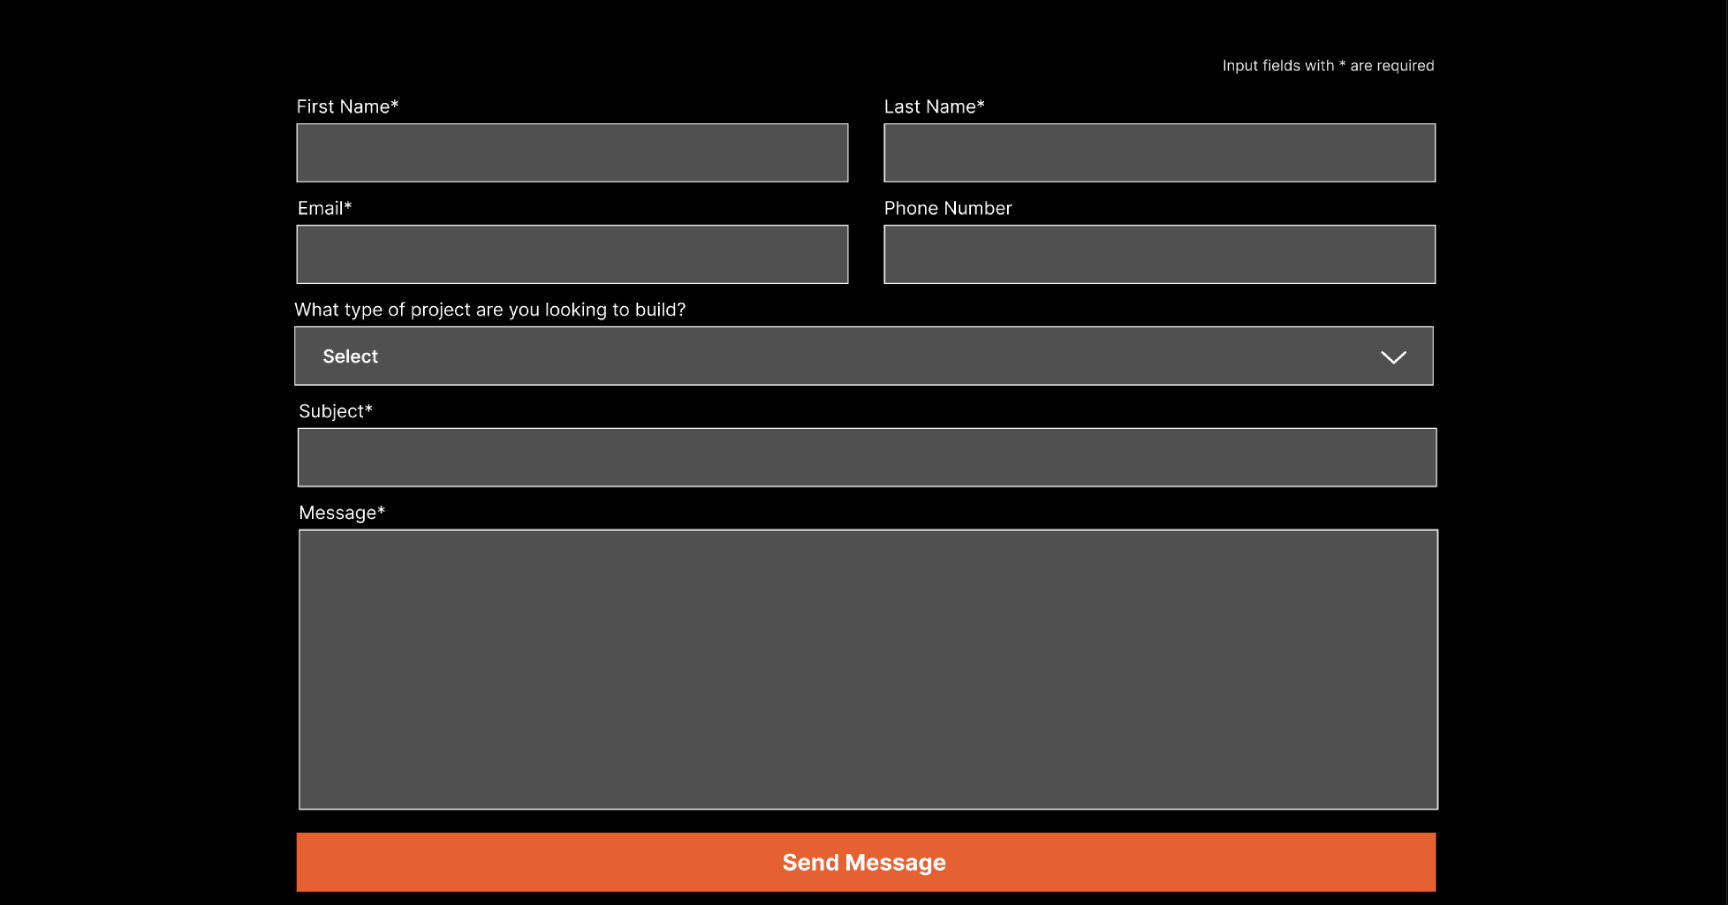 Input fields with * are required
First Name*
Last Name*
Email*
Phone Number
What type of project are you looking to build?
Select
Subject*
Message*
Send Message